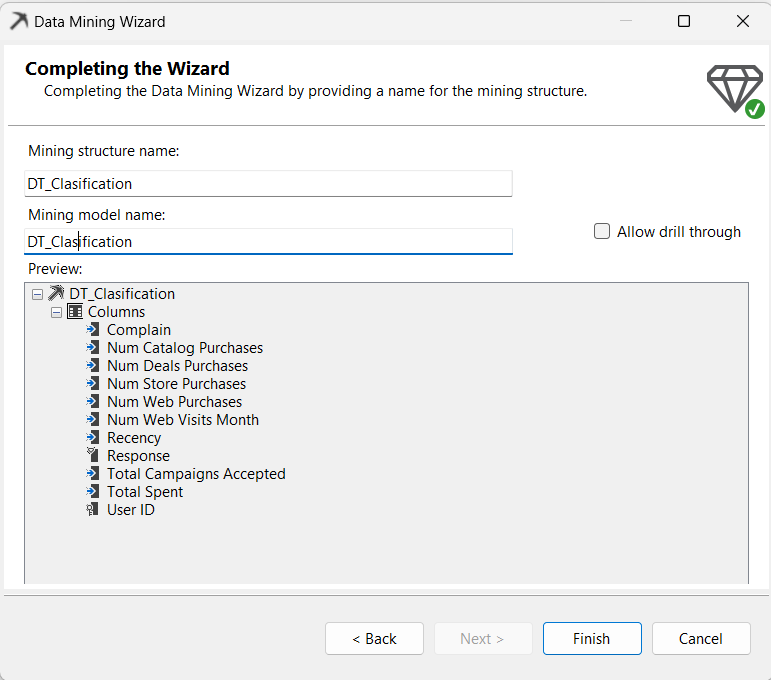 Data Mining Wizard
Completing the Wizard
Completing the Data Mining Wizard by providing a name for the mining structure.
Mining structure name:
DT_Clasification
Mining model name:
DT_Clasification
Allow drill through
Preview:
DT_Clasification
Columns
Complain
Num Catalog Purchases
Num Deals Purchases
Num Store Purchases
Num Web Purchases
Num Web Visits Month
Recency
Response
Total Campaigns Accepted
Total Spent
User ID
< Back Next > Finish Cancel